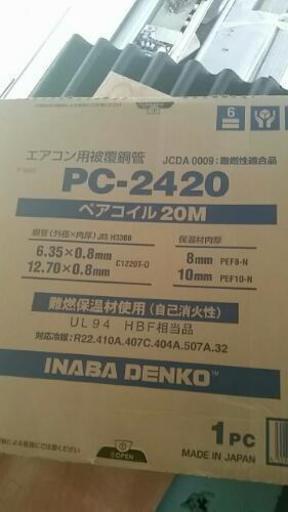 6
エアコン用被覆銅管
JCDA 0009:難燃性適合品
PC-2420
ペアコイル20M
銅管(外径×肉厚) JIS H3300
保温材肉厚
6.35×0.8mm
12.70×0.8mm
C1220T-O
8mm PEF8-N
10mm PEF10-N
難燃保温材使用(自己消火性)
UL94 HBF相当品
対応冷媒:R22.410A.407C.404A.507A.32
INABA DENKO™
OPEN
1PC
MADE IN JAPAN